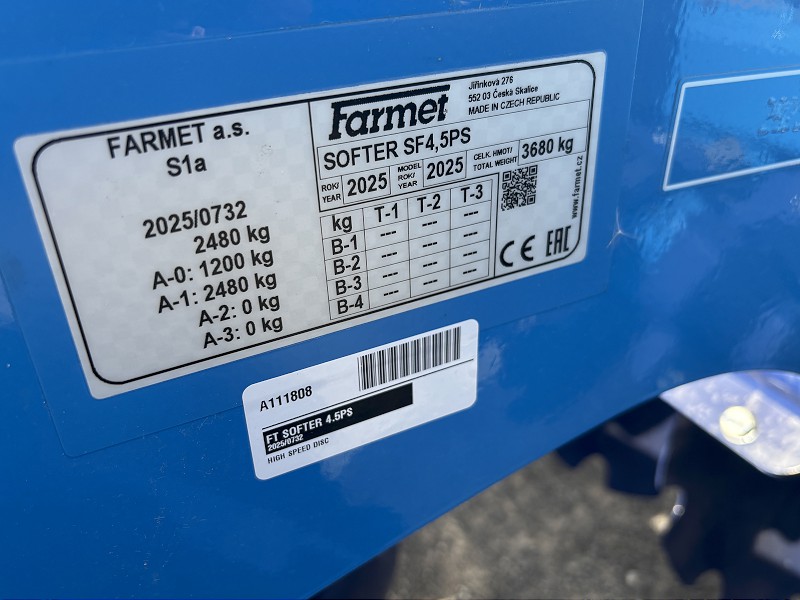 FARMET a.s.
S1a
2025/0732
2480 kg
A-0: 1200 kg
A-1: 2480 kg
A-2: 0 kg
A-3: 0 kg
Farmet
Jiřinkova 276
552 03 Česká Skalice
MADE IN CZECH REPUBLIC
SOFTER SF4,5PS
ROK/YEAR 2025 MODEL ROK/YEAR 2025 CELK. HMOT/TOTAL WEIGHT 3680 kg
kg T-1 T-2 T-3
B-1 --- --- ---
B-2 --- --- ---
B-3 --- --- ---
B-4 --- --- ---
www.farmet.cz
CE EAC
A111808
FT SOFTER 4.5PS
2025/0732
HIGH SPEED DISC